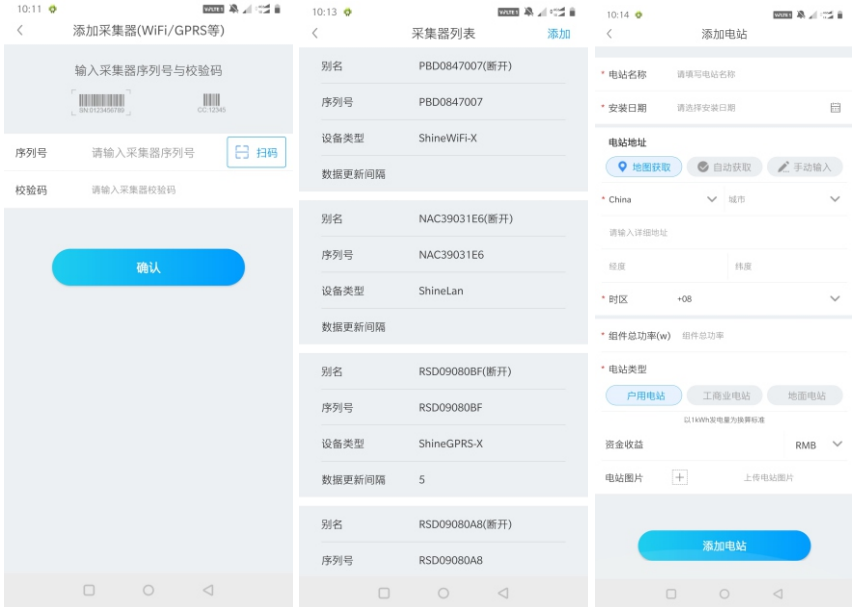 10:11
添加采集器(WiFi/GPRS等)
输入采集器序列号与校验码
SN 0123456789
CC:12345
序列号 请输入采集器序列号 扫码
校验码 请输入采集器校验码
确认
10:13
采集器列表 添加
别名 PBD0847007(断开)
序列号 PBD0847007
设备类型 ShineWiFi-X
数据更新间隔
别名 NAC39031E6(断开)
序列号 NAC39031E6
设备类型 ShineLan
数据更新间隔
别名 RSD09080BF(断开)
序列号 RSD09080BF
设备类型 ShineGPRS-X
数据更新间隔 5
别名 RSD09080A8(断开)
序列号 RSD09080A8
10:14
添加电站
* 电站名称 请填写电站名称
* 安装日期 请选择安装日期
电站地址
地图获取 自动获取 手动输入
* China 城市
请输入详细地址
经度 纬度
* 时区 +08
* 组件总功率(w) 组件总功率
* 电站类型
户用电站 工商业电站 地面电站
以1kWh发电量为换算标准
资金收益 RMB
电站图片 上传电站图片
添加电站